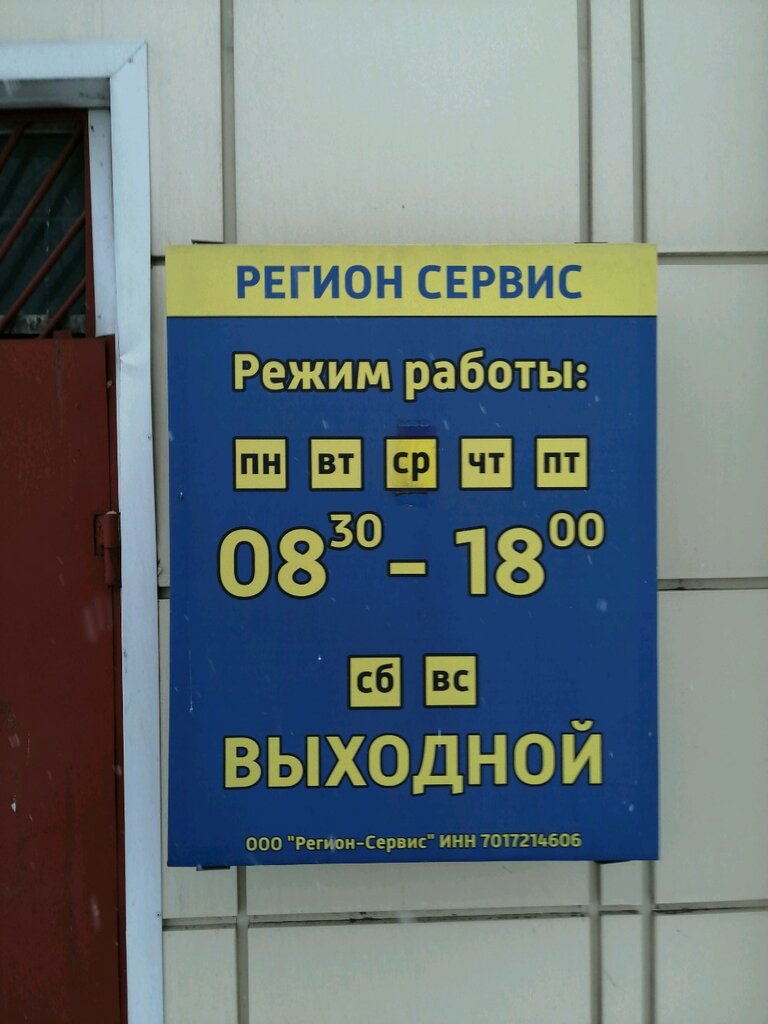 РЕГИОН СЕРВИС
Режим работы:
пн вт ср чт пт
08³⁰ – 18⁰⁰
сб вс
ВЫХОДНОЙ
ООО "Регион-Сервис" ИНН 7017214606